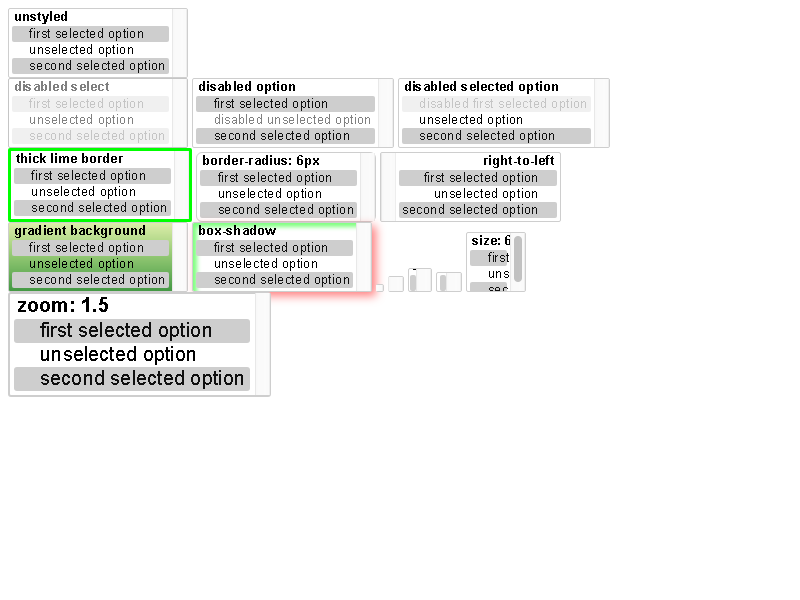 unstyled
first selected option
unselected option
second selected option
disabled select
first selected option
unselected option
second selected option
disabled option
first selected option
disabled unselected option
second selected option
disabled selected option
disabled first selected option
unselected option
second selected option
thick lime border
first selected option
unselected option
second selected option
border-radius: 6px
first selected option
unselected option
second selected option
right-to-left
first selected option
unselected option
second selected option
gradient background
first selected option
unselected option
second selected option
box-shadow
first selected option
unselected option
second selected option
size: 6
first
uns
sec
zoom: 1.5
first selected option
unselected option
second selected option